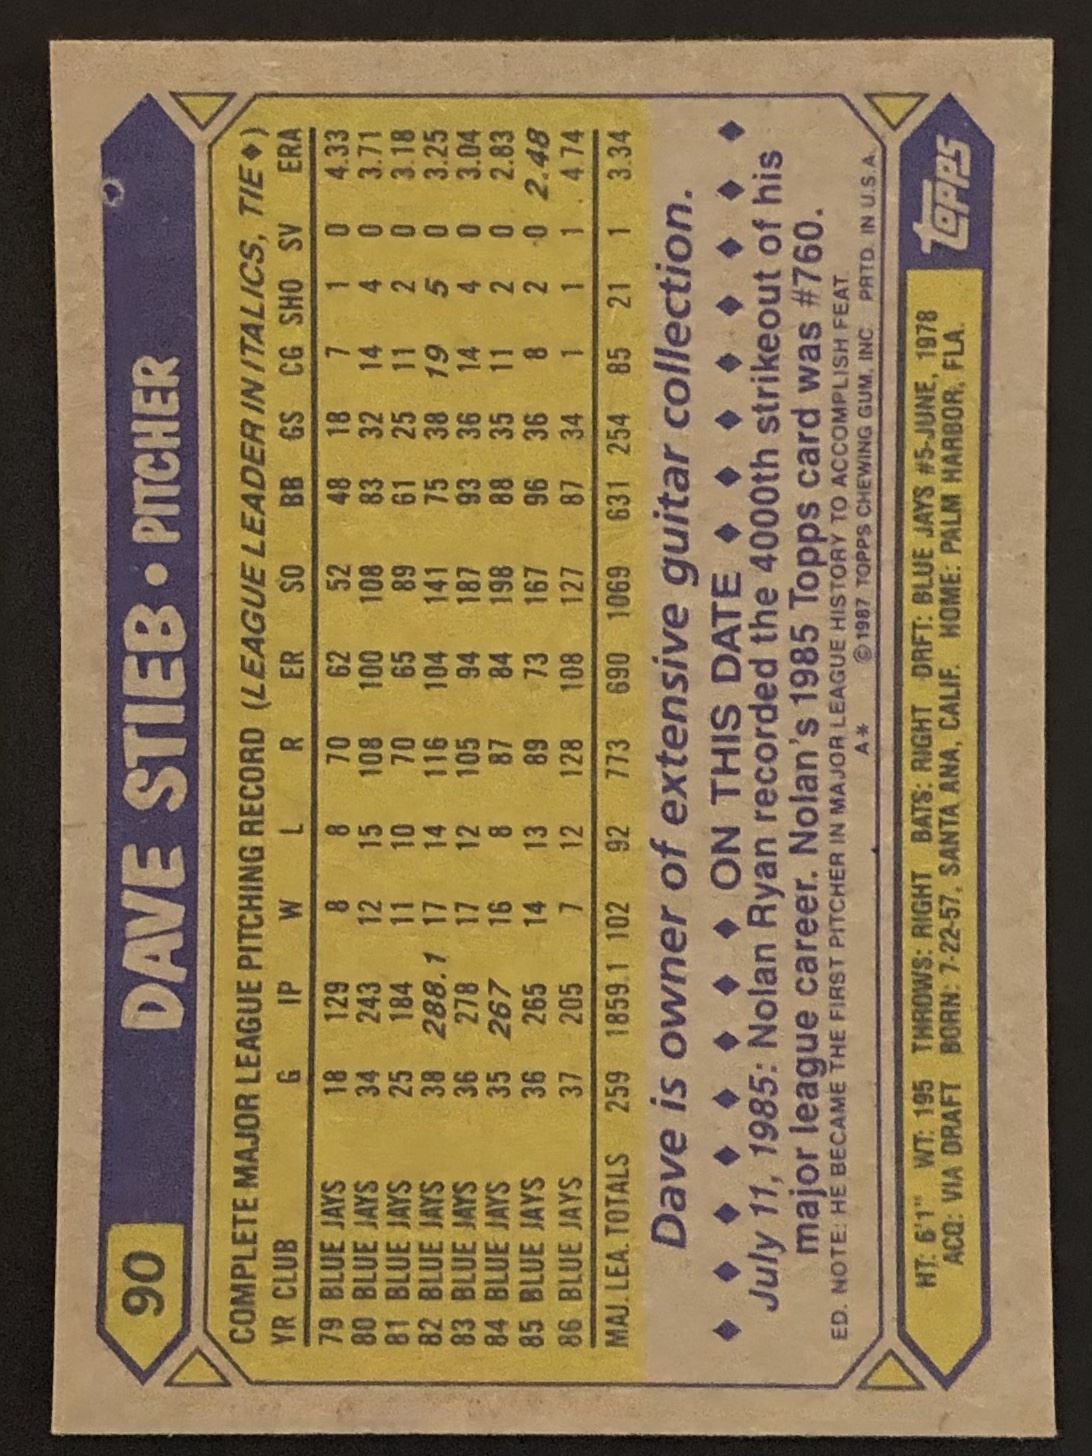 90 DAVE STIEB • PITCHER
COMPLETE MAJOR LEAGUE PITCHING RECORD (LEAGUE LEADER IN ITALICS, TIE♦)
YR CLUB G IP W L R ER SO BB GS CG SHO SV ERA
79 BLUE JAYS 18 129 8 8 70 62 52 48 18 7 1 0 4.33
80 BLUE JAYS 34 243 12 15 108 100 108 83 32 14 4 0 3.71
81 BLUE JAYS 25 184 11 10 70 65 89 61 25 11 2 0 3.18
82 BLUE JAYS 38 288.1 17 14 116 104 141 75 38 19 5 0 3.25
83 BLUE JAYS 36 278 17 12 105 94 187 93 36 14 4 0 3.04
84 BLUE JAYS 35 267 16 8 87 84 198 88 35 11 2 0 2.83
85 BLUE JAYS 36 265 14 13 89 73 167 96 36 8 2 0 2.48
86 BLUE JAYS 37 205 7 12 128 108 127 87 34 1 1 1 4.74
MAJ. LEA. TOTALS 259 1859.1 102 92 773 690 1069 631 254 85 21 1 3.34
Dave is owner of extensive guitar collection.
♦ ♦ ♦ ♦ ♦ ♦ ♦ ♦ ON THIS DATE ♦ ♦ ♦ ♦ ♦ ♦ ♦ ♦
July 11, 1985: Nolan Ryan recorded the 4000th strikeout of his
major league career. Nolan's 1985 Topps card was #760.
ED. NOTE: HE BECAME THE FIRST PITCHER IN MAJOR LEAGUE HISTORY TO ACCOMPLISH FEAT
A* ©1987 TOPPS CHEWING GUM, INC. PRTD. IN U.S.A.
HT: 6'1" WT: 195 THROWS: RIGHT BATS: RIGHT DRFT: BLUE JAYS #5-JUNE, 1978
ACQ: VIA DRAFT BORN: 7-22-57, SANTA ANA, CALIF. HOME: PALM HARBOR, FLA.
Topps